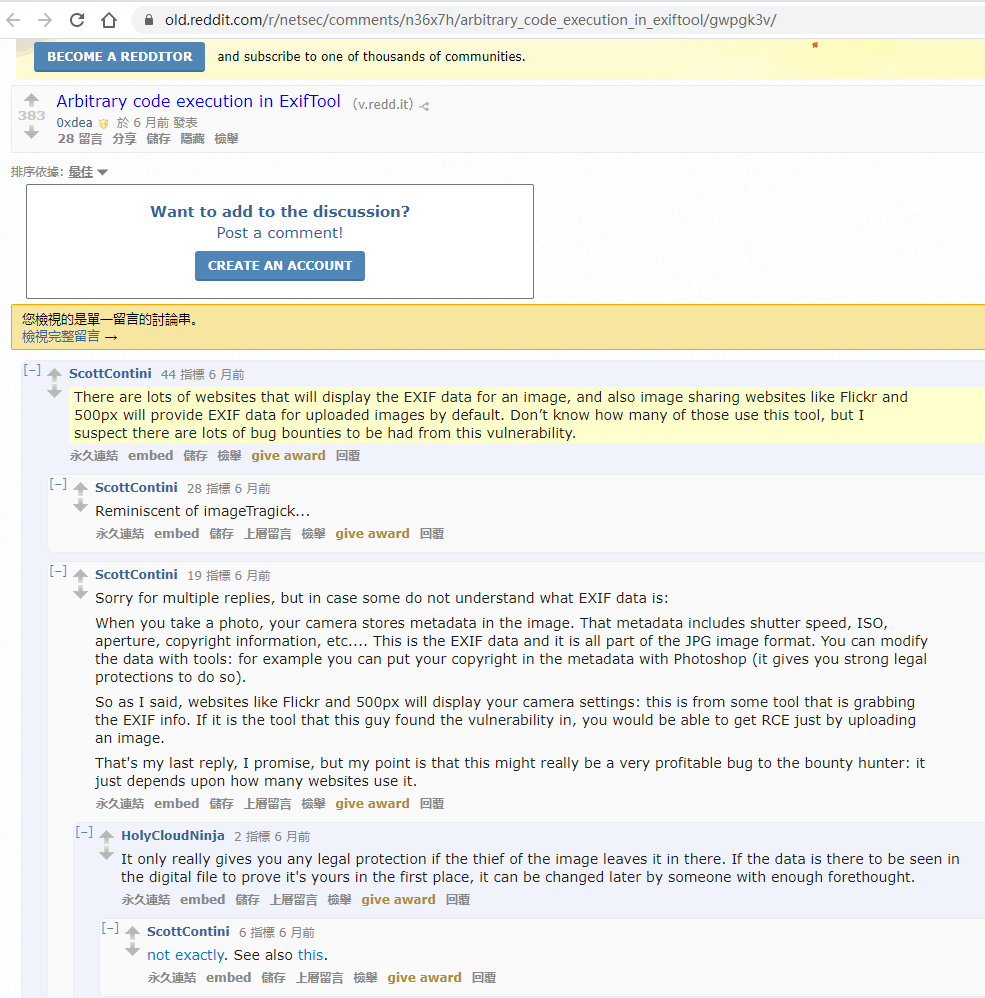 old.reddit.com/r/netsec/comments/n36x7h/arbitrary_code_execution_in_exiftool/gwpgk3v/
BECOME A REDDITOR and subscribe to one of thousands of communities.
Arbitrary code execution in ExifTool (v.redd.it)
383
0xdea 於 6 月前 發表
28 留言 分享 儲存 隱藏 檢舉
排序依據: 最佳
Want to add to the discussion?
Post a comment!
CREATE AN ACCOUNT
您檢視的是單一留言的討論串。
檢視完整留言 →
[–] ScottContini 44 指標 6 月前
There are lots of websites that will display the EXIF data for an image, and also image sharing websites like Flickr and
500px will provide EXIF data for uploaded images by default. Don’t know how many of those use this tool, but I
suspect there are lots of bug bounties to be had from this vulnerability.
永久連結 embed 儲存 檢舉 give award 回覆
[–] ScottContini 28 指標 6 月前
Reminiscent of imageTragick...
永久連結 embed 儲存 上層留言 檢舉 give award 回覆
[–] ScottContini 19 指標 6 月前
Sorry for multiple replies, but in case some do not understand what EXIF data is:
When you take a photo, your camera stores metadata in the image. That metadata includes shutter speed, ISO,
aperture, copyright information, etc.... This is the EXIF data and it is all part of the JPG image format. You can modify
the data with tools: for example you can put your copyright in the metadata with Photoshop (it gives you strong legal
protections to do so).
So as I said, websites like Flickr and 500px will display your camera settings: this is from some tool that is grabbing
the EXIF info. If it is the tool that this guy found the vulnerability in, you would be able to get RCE just by uploading
an image.
That's my last reply, I promise, but my point is that this might really be a very profitable bug to the bounty hunter: it
just depends upon how many websites use it.
永久連結 embed 儲存 上層留言 檢舉 give award 回覆
[–] HolyCloudNinja 2 指標 6 月前
It only really gives you any legal protection if the thief of the image leaves it in there. If the data is there to be seen in
the digital file to prove it's yours in the first place, it can be changed later by someone with enough forethought.
永久連結 embed 儲存 上層留言 檢舉 give award 回覆
[–] ScottContini 6 指標 6 月前
not exactly. See also this.
永久連結 embed 儲存 上層留言 檢舉 give award 回覆